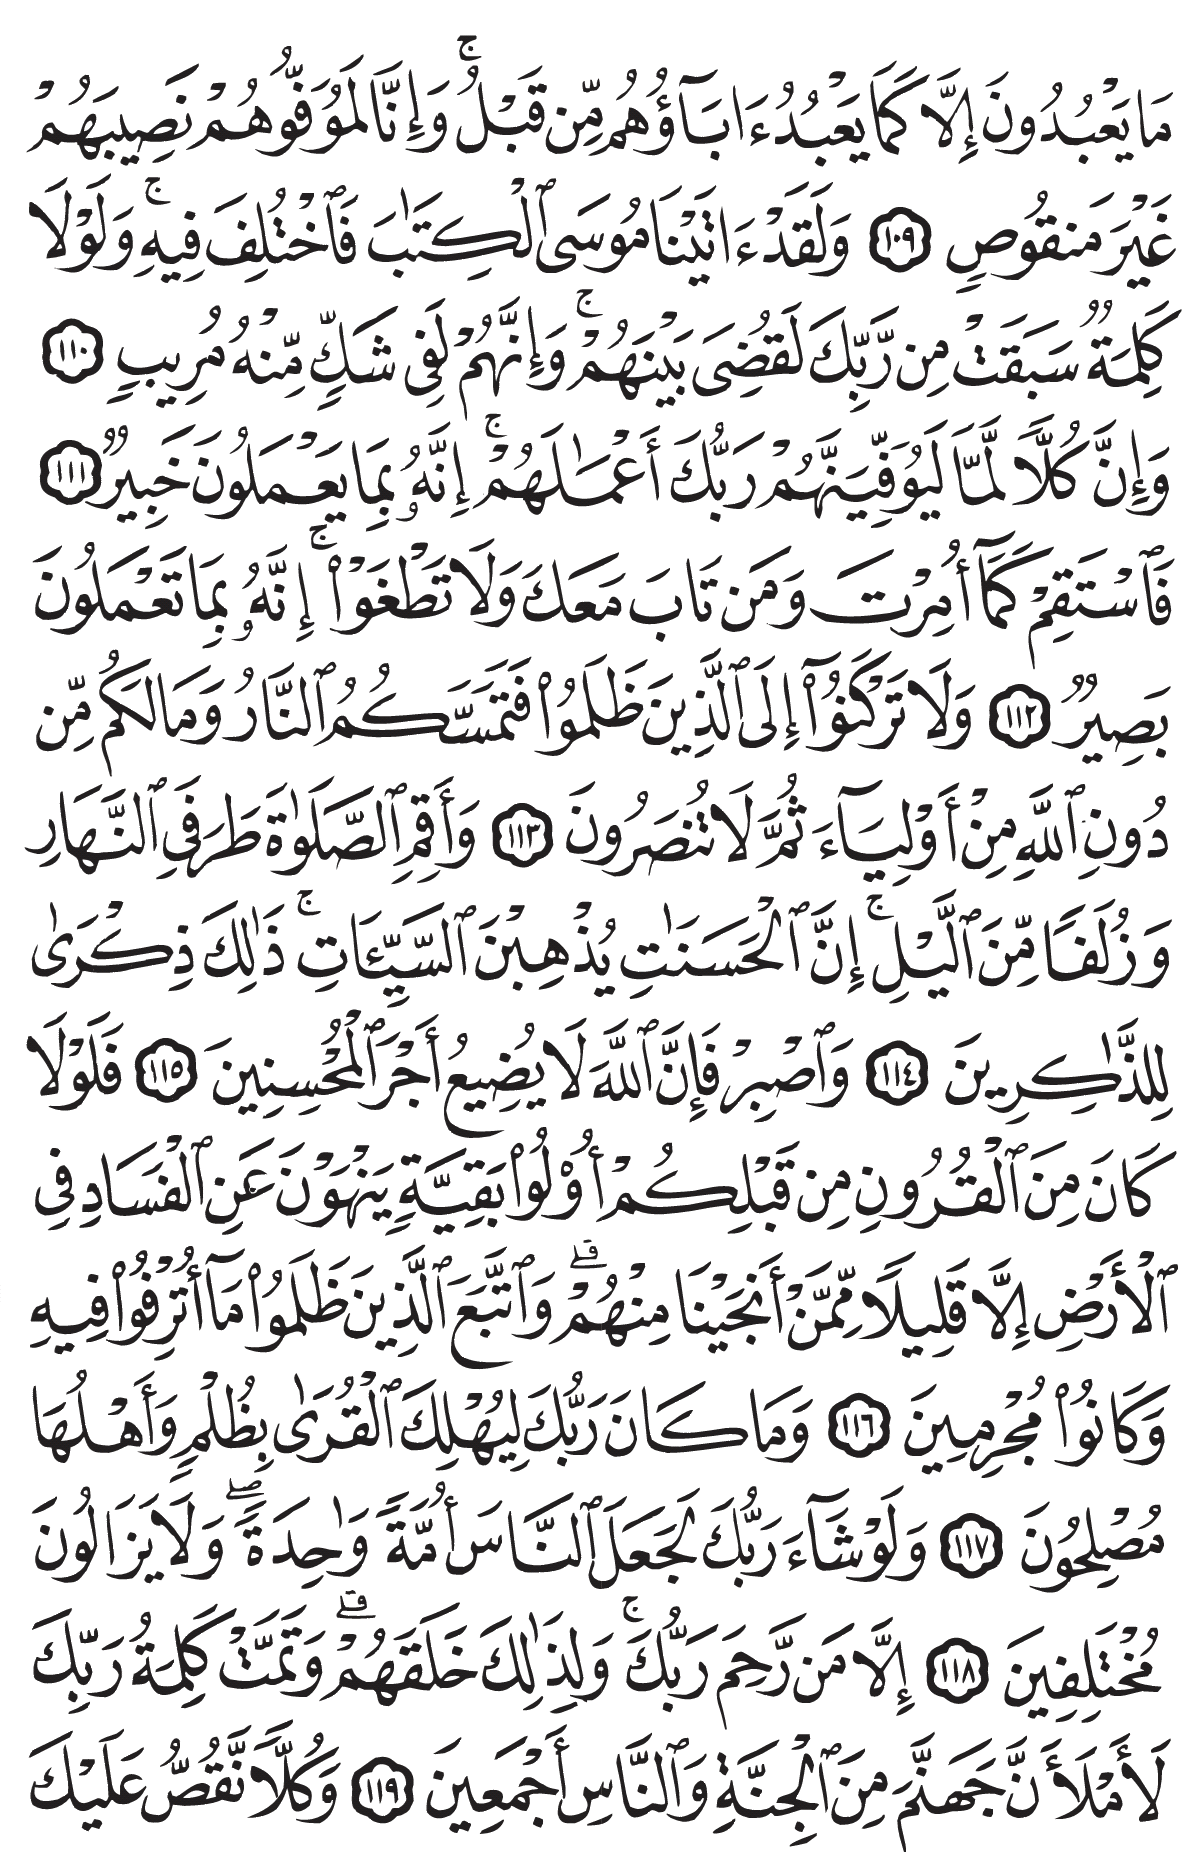 مَا يَعْبُدُونَ إِلَّا كَمَا يَعْبُدُ ءَابَآؤُهُم مِّن قَبْلُ ۚ وَإِنَّا لَمُوَفُّوهُمْ نَصِيبَهُمْ
غَيْرَ مَنقُوصٍ ١٠٩ وَلَقَدْ ءَاتَيْنَا مُوسَى ٱلْكِتَٰبَ فَٱخْتُلِفَ فِيهِ ۚ وَلَوْلَا
كَلِمَةٌ سَبَقَتْ مِن رَّبِّكَ لَقُضِيَ بَيْنَهُمْ ۚ وَإِنَّهُمْ لَفِى شَكٍّ مِّنْهُ مُرِيبٍ ١١٠
وَإِنَّ كُلًّا لَّمَّا لَيُوَفِّيَنَّهُمْ رَبُّكَ أَعْمَٰلَهُمْ ۚ إِنَّهُۥ بِمَا يَعْمَلُونَ خَبِيرٌ ١١١
فَٱسْتَقِمْ كَمَآ أُمِرْتَ وَمَن تَابَ مَعَكَ وَلَا تَطْغَوْا۟ ۚ إِنَّهُۥ بِمَا تَعْمَلُونَ
بَصِيرٌ ١١٢ وَلَا تَرْكَنُوٓا۟ إِلَى ٱلَّذِينَ ظَلَمُوا۟ فَتَمَسَّكُمُ ٱلنَّارُ وَمَا لَكُم مِّن
دُونِ ٱللَّهِ مِنْ أَوْلِيَآءَ ثُمَّ لَا تُنصَرُونَ ١١٣ وَأَقِمِ ٱلصَّلَوٰةَ طَرَفَىِ ٱلنَّهَارِ
وَزُلَفًا مِّنَ ٱلَّيْلِ ۚ إِنَّ ٱلْحَسَنَٰتِ يُذْهِبْنَ ٱلسَّيِّـَٔاتِ ۚ ذَٰلِكَ ذِكْرَىٰ
لِلذَّٰكِرِينَ ١١٤ وَٱصْبِرْ فَإِنَّ ٱللَّهَ لَا يُضِيعُ أَجْرَ ٱلْمُحْسِنِينَ ١١٥ فَلَوْلَا
كَانَ مِنَ ٱلْقُرُونِ مِن قَبْلِكُمْ أُو۟لُوا۟ بَقِيَّةٍ يَنْهَوْنَ عَنِ ٱلْفَسَادِ فِى
ٱلْأَرْضِ إِلَّا قَلِيلًا مِّمَّنْ أَنجَيْنَا مِنْهُمْ ۗ وَٱتَّبَعَ ٱلَّذِينَ ظَلَمُوا۟ مَآ أُتْرِفُوا۟ فِيهِ
وَكَانُوا۟ مُجْرِمِينَ ١١٦ وَمَا كَانَ رَبُّكَ لِيُهْلِكَ ٱلْقُرَىٰ بِظُلْمٍ وَأَهْلُهَا
مُصْلِحُونَ ١١٧ وَلَوْ شَآءَ رَبُّكَ لَجَعَلَ ٱلنَّاسَ أُمَّةً وَٰحِدَةً ۖ وَلَا يَزَالُونَ
مُخْتَلِفِينَ ١١٨ إِلَّا مَن رَّحِمَ رَبُّكَ ۚ وَلِذَٰلِكَ خَلَقَهُمْ ۗ وَتَمَّتْ كَلِمَةُ رَبِّكَ
لَأَمْلَأَنَّ جَهَنَّمَ مِنَ ٱلْجِنَّةِ وَٱلنَّاسِ أَجْمَعِينَ ١١٩ وَكُلًّا نَّقُصُّ عَلَيْكَ